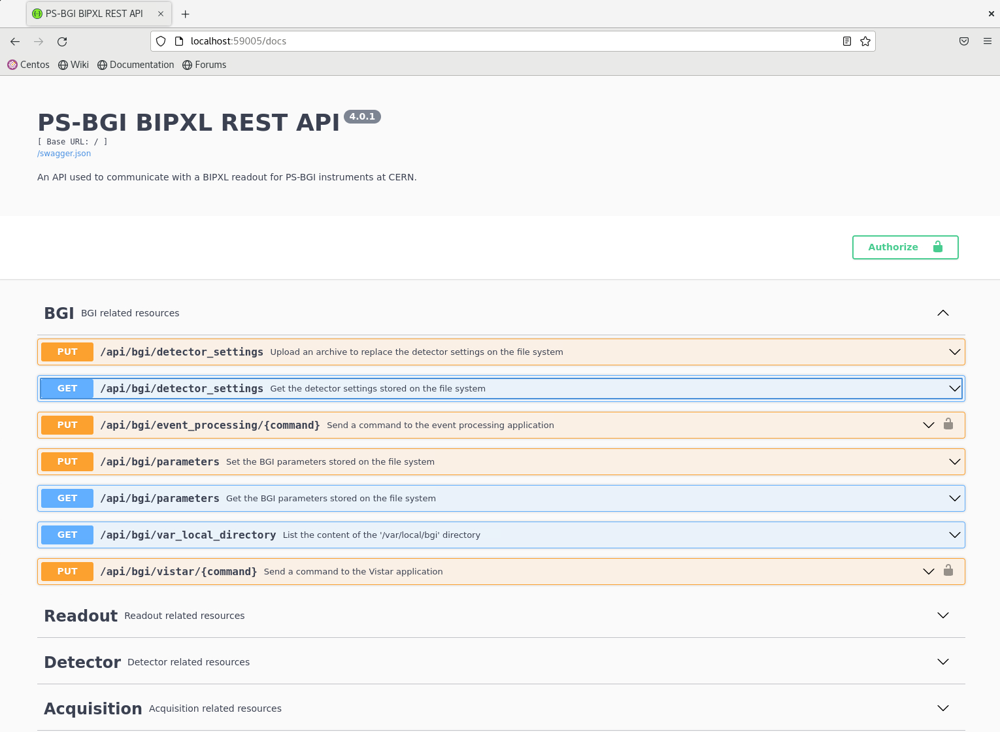 PS-BGI BIPXL REST API
localhost:59005/docs
Centos Wiki Documentation Forums
PS-BGI BIPXL REST API 4.0.1
[ Base URL: / ]
/swagger.json
An API used to communicate with a BIPXL readout for PS-BGI instruments at CERN.
Authorize
BGI BGI related resources
PUT /api/bgi/detector_settings Upload an archive to replace the detector settings on the file system
GET /api/bgi/detector_settings Get the detector settings stored on the file system
PUT /api/bgi/event_processing/{command} Send a command to the event processing application
PUT /api/bgi/parameters Set the BGI parameters stored on the file system
GET /api/bgi/parameters Get the BGI parameters stored on the file system
GET /api/bgi/var_local_directory List the content of the '/var/local/bgi' directory
PUT /api/bgi/vistar/{command} Send a command to the Vistar application
Readout Readout related resources
Detector Detector related resources
Acquisition Acquisition related resources